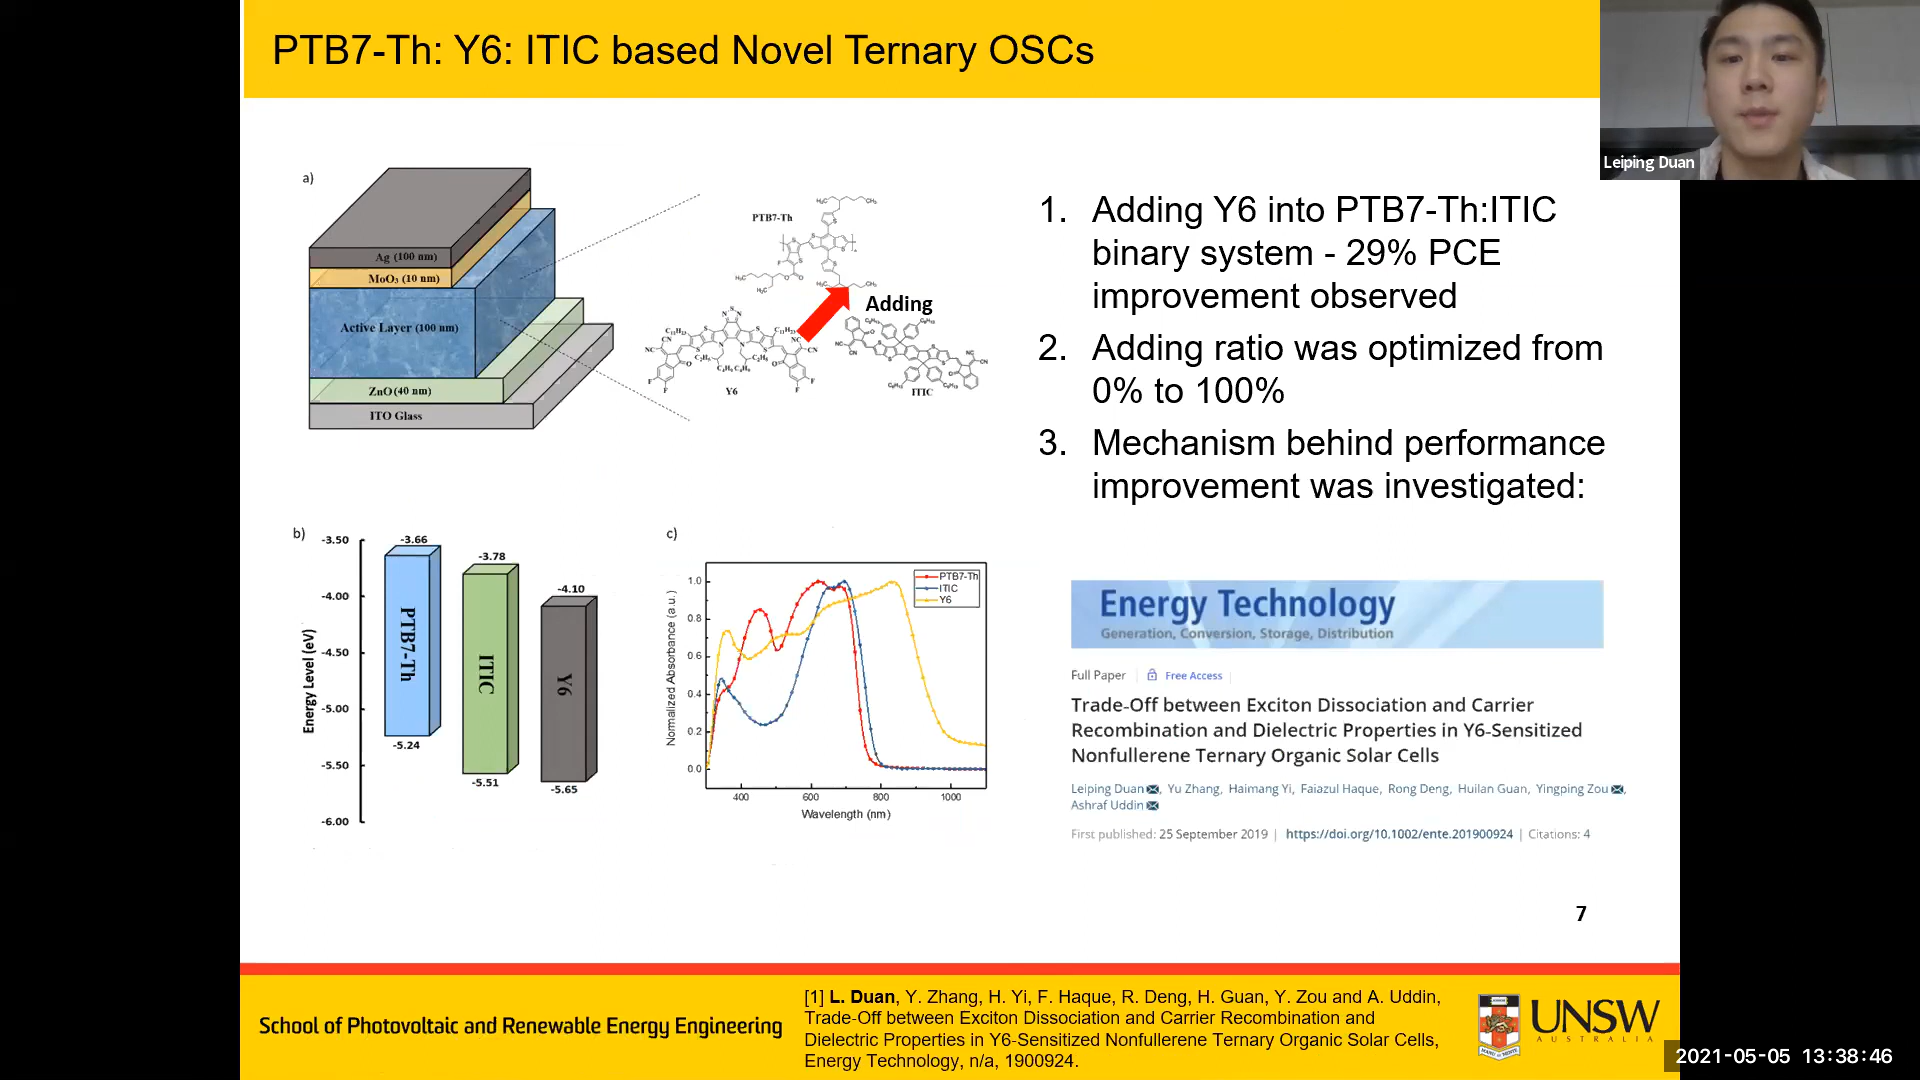 PTB7-Th: Y6: ITIC based Novel Ternary OSCs
Leiping Duan
a)
Ag (100 nm)
MoO₃ (10 nm)
Active Layer (100 nm)
ZnO (40 nm)
ITO Glass
PTB7-Th
Adding
Y6
ITIC
1. Adding Y6 into PTB7-Th:ITIC
binary system - 29% PCE
improvement observed
2. Adding ratio was optimized from
0% to 100%
3. Mechanism behind performance
improvement was investigated:
b)
Energy Level (eV)
-3.50
-4.00
-4.50
-5.00
-5.50
-6.00
-3.66
PTB7-Th
-5.24
-3.78
ITIC
-5.51
-4.10
Y6
-5.65
c)
Normalized Absorbance (a.u.)
1.0
0.8
0.6
0.4
0.2
0.0
PTB7-Th
ITIC
Y6
400 600 800 1000
Wavelength (nm)
Energy Technology
Generation, Conversion, Storage, Distribution
Full Paper | Free Access
Trade-Off between Exciton Dissociation and Carrier
Recombination and Dielectric Properties in Y6-Sensitized
Nonfullerene Ternary Organic Solar Cells
Leiping Duan, Yu Zhang, Haimang Yi, Faiazul Haque, Rong Deng, Huilan Guan, Yingping Zou,
Ashraf Uddin
First published: 25 September 2019 | https://doi.org/10.1002/ente.201900924 | Citations: 4
7
School of Photovoltaic and Renewable Energy Engineering
[1] L. Duan, Y. Zhang, H. Yi, F. Haque, R. Deng, H. Guan, Y. Zou and A. Uddin,
Trade-Off between Exciton Dissociation and Carrier Recombination and
Dielectric Properties in Y6-Sensitized Nonfullerene Ternary Organic Solar Cells,
Energy Technology, n/a, 1900924.
UNSW
AUSTRALIA
2021-05-05 13:38:46